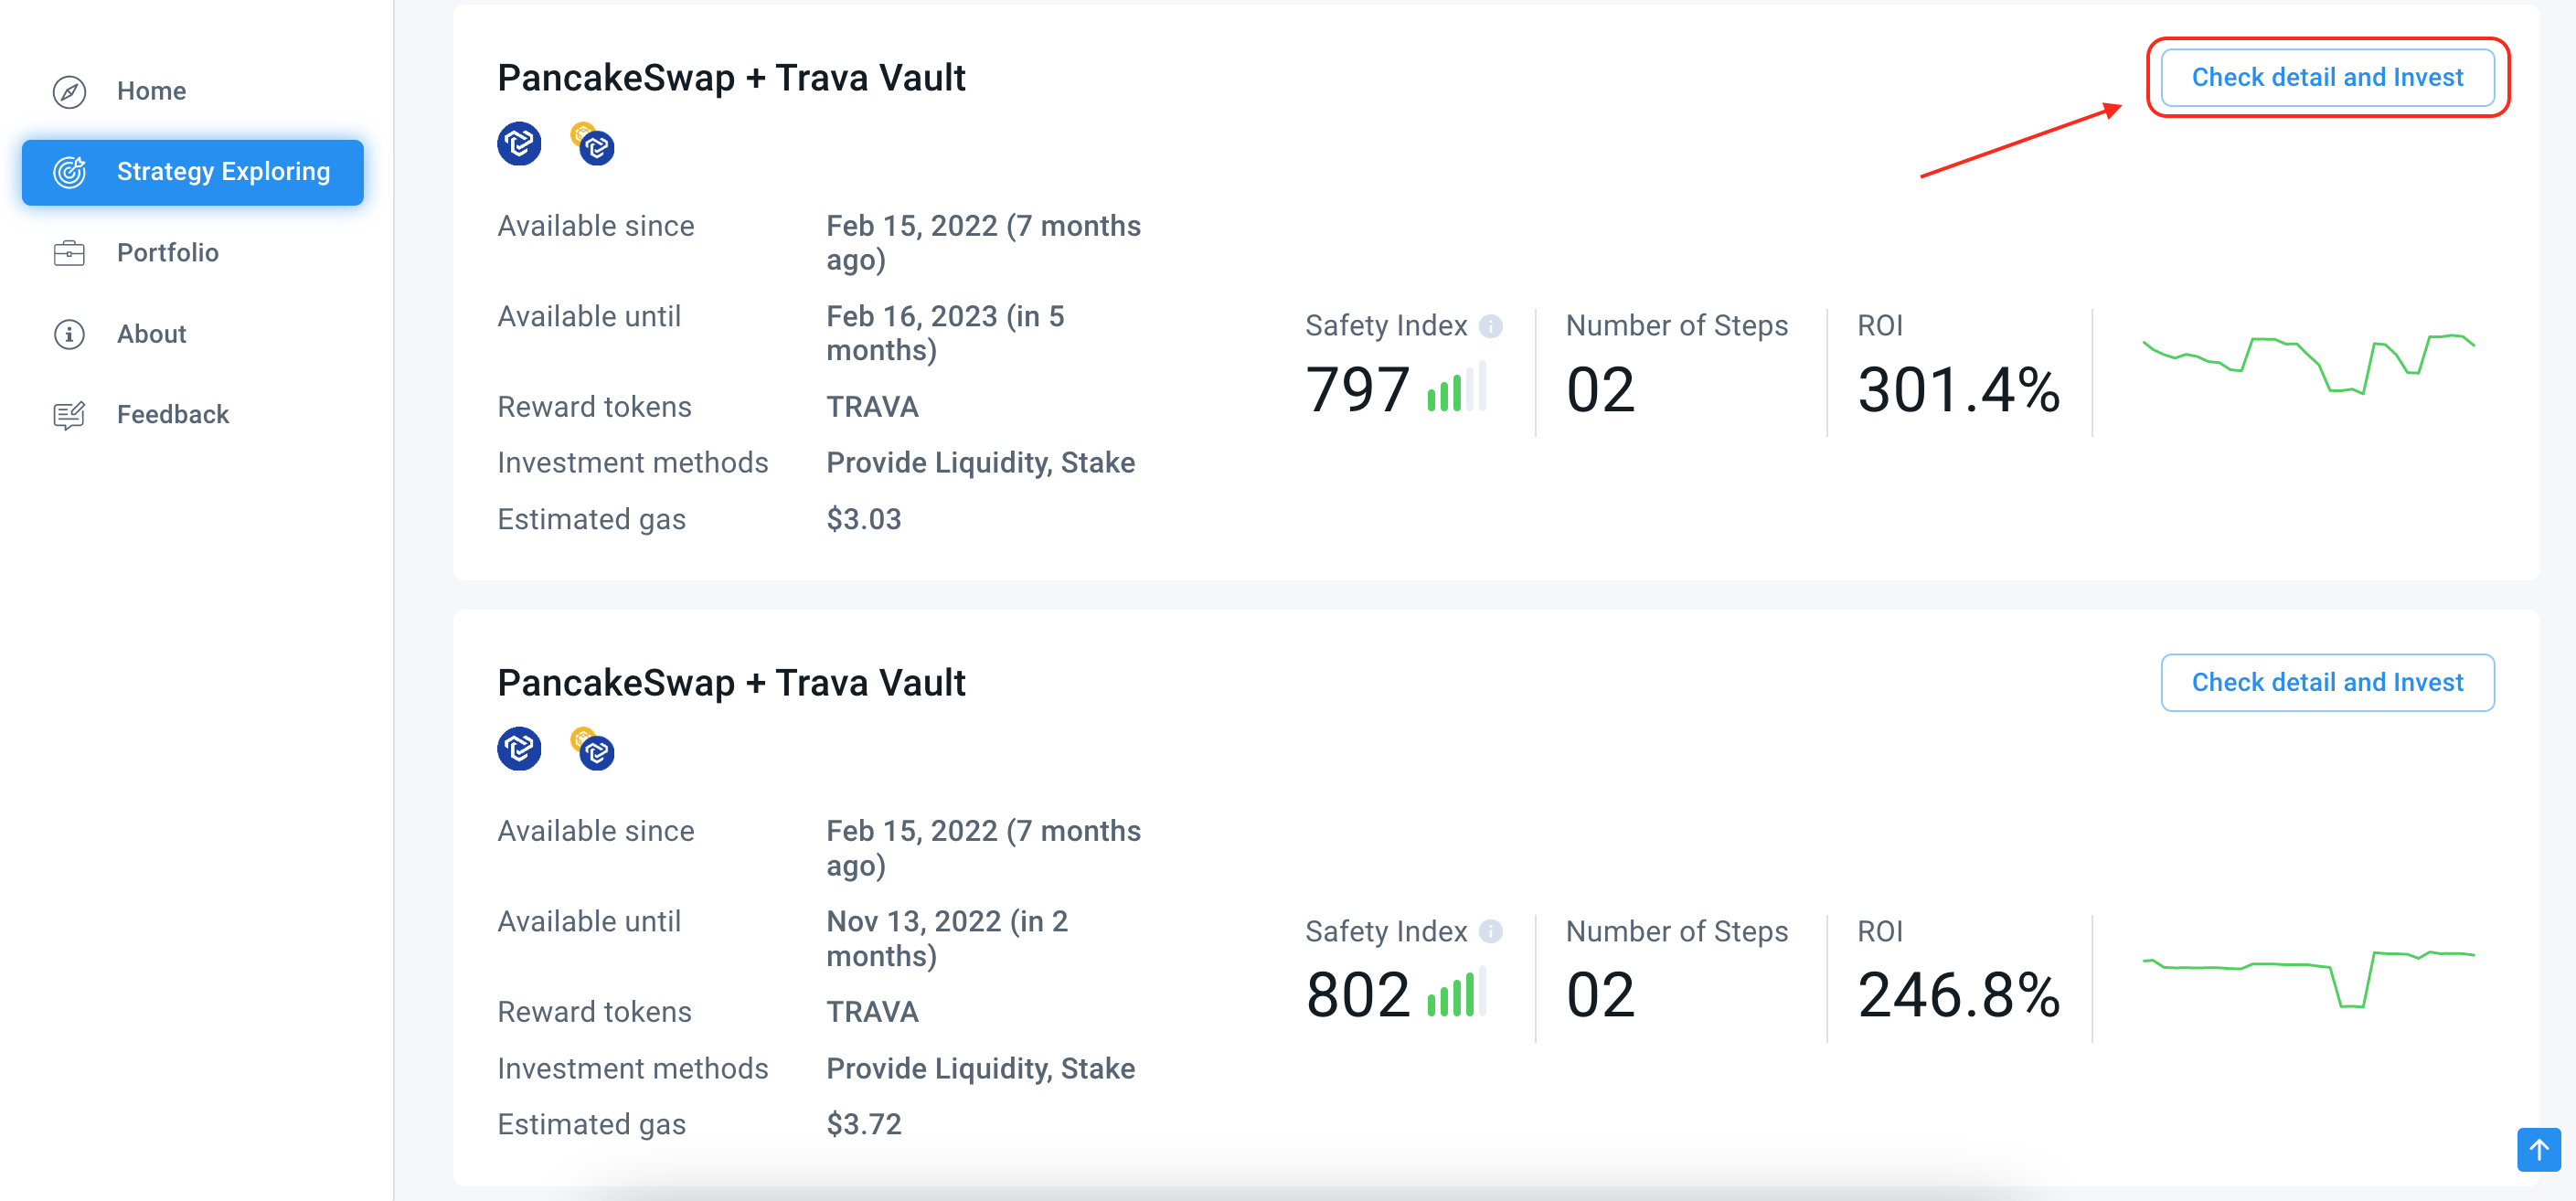 Home
Strategy Exploring
Portfolio
About
Feedback
PancakeSwap + Trava Vault
Check detail and Invest
Available since
Feb 15, 2022 (7 months
ago)
Available until
Feb 16, 2023 (in 5
months)
Reward tokens
TRAVA
Investment methods
Provide Liquidity, Stake
Estimated gas
$3.03
Safety Index
797
Number of Steps
02
ROI
301.4%
PancakeSwap + Trava Vault
Check detail and Invest
Available since
Feb 15, 2022 (7 months
ago)
Available until
Nov 13, 2022 (in 2
months)
Reward tokens
TRAVA
Investment methods
Provide Liquidity, Stake
Estimated gas
$3.72
Safety Index
802
Number of Steps
02
ROI
246.8%